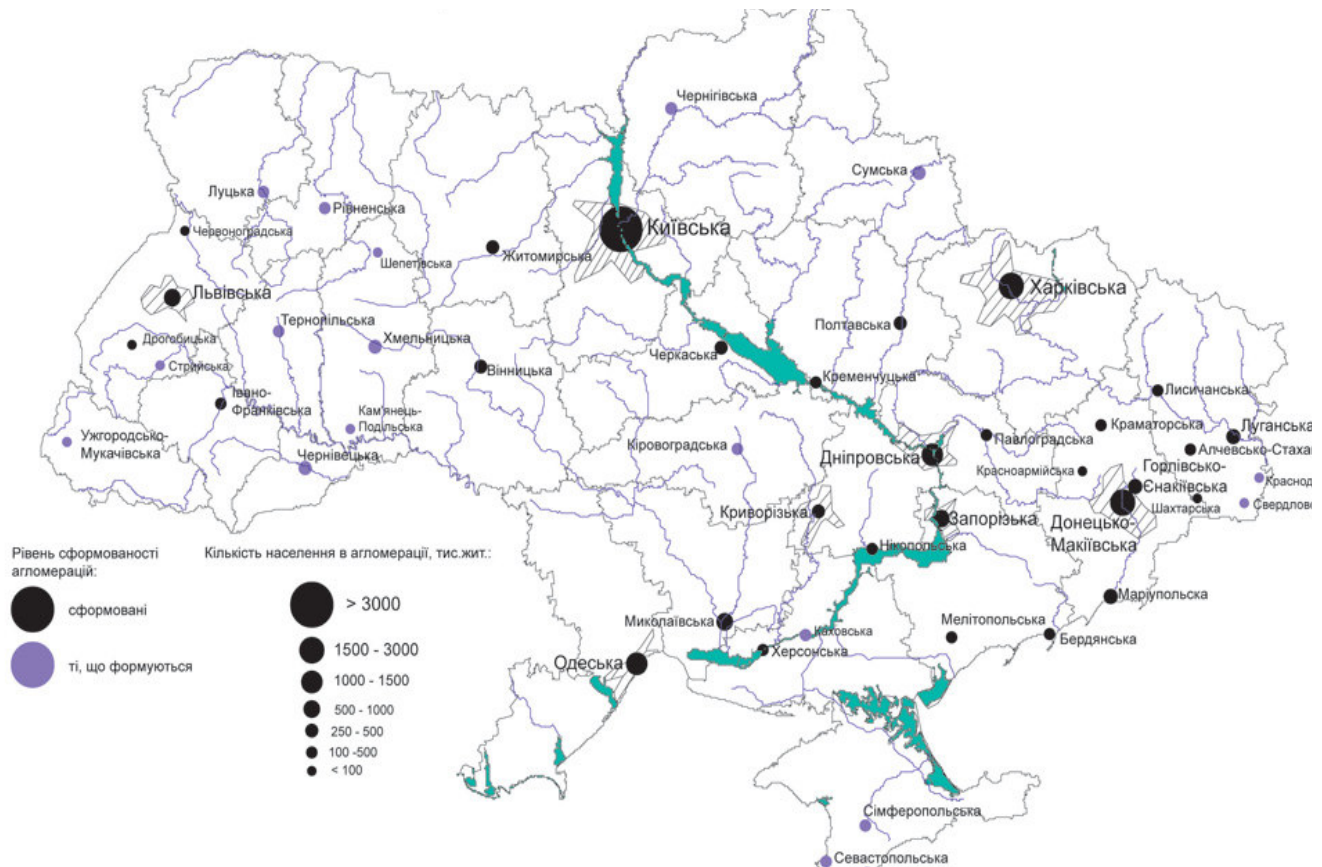 Чернігівська
Сумська
Луцька
Рівненська
Київська
Червоноградська
Житомирська
Шепетівська
Харківська
Львівська
Тернопільська
Хмельницька
Полтавська
Дрогобицька
Черкаська
Стрийська
Вінницька
Кременчуцька
Лисичанська
Івано-
Франківська
Кам'янець-
Подільська
Краматорська
Луганська
Ужгородсько-
Мукачівська
Кіровоградська
Павлоградська
Алчевсько-Стаха
Чернівецька
Дніпровська
Красноармійська
Горлівсько-
Єнакіївська
Краснод
Криворізька
Запорізька
Шахтарська
Свердлово
Донецько-
Макіївська
Нікопольська
Маріупольска
Миколаївська
Каховська
Мелітопольська
Бердянська
Херсонська
Одеська
Сімферопольська
Севастопольська
Рівень сформованості
агломерацій:
сформовані
ті, що формуються
Кількість населення в агломерації, тис.жит.:
> 3000
1500 - 3000
1000 - 1500
500 - 1000
250 - 500
100 -500
< 100